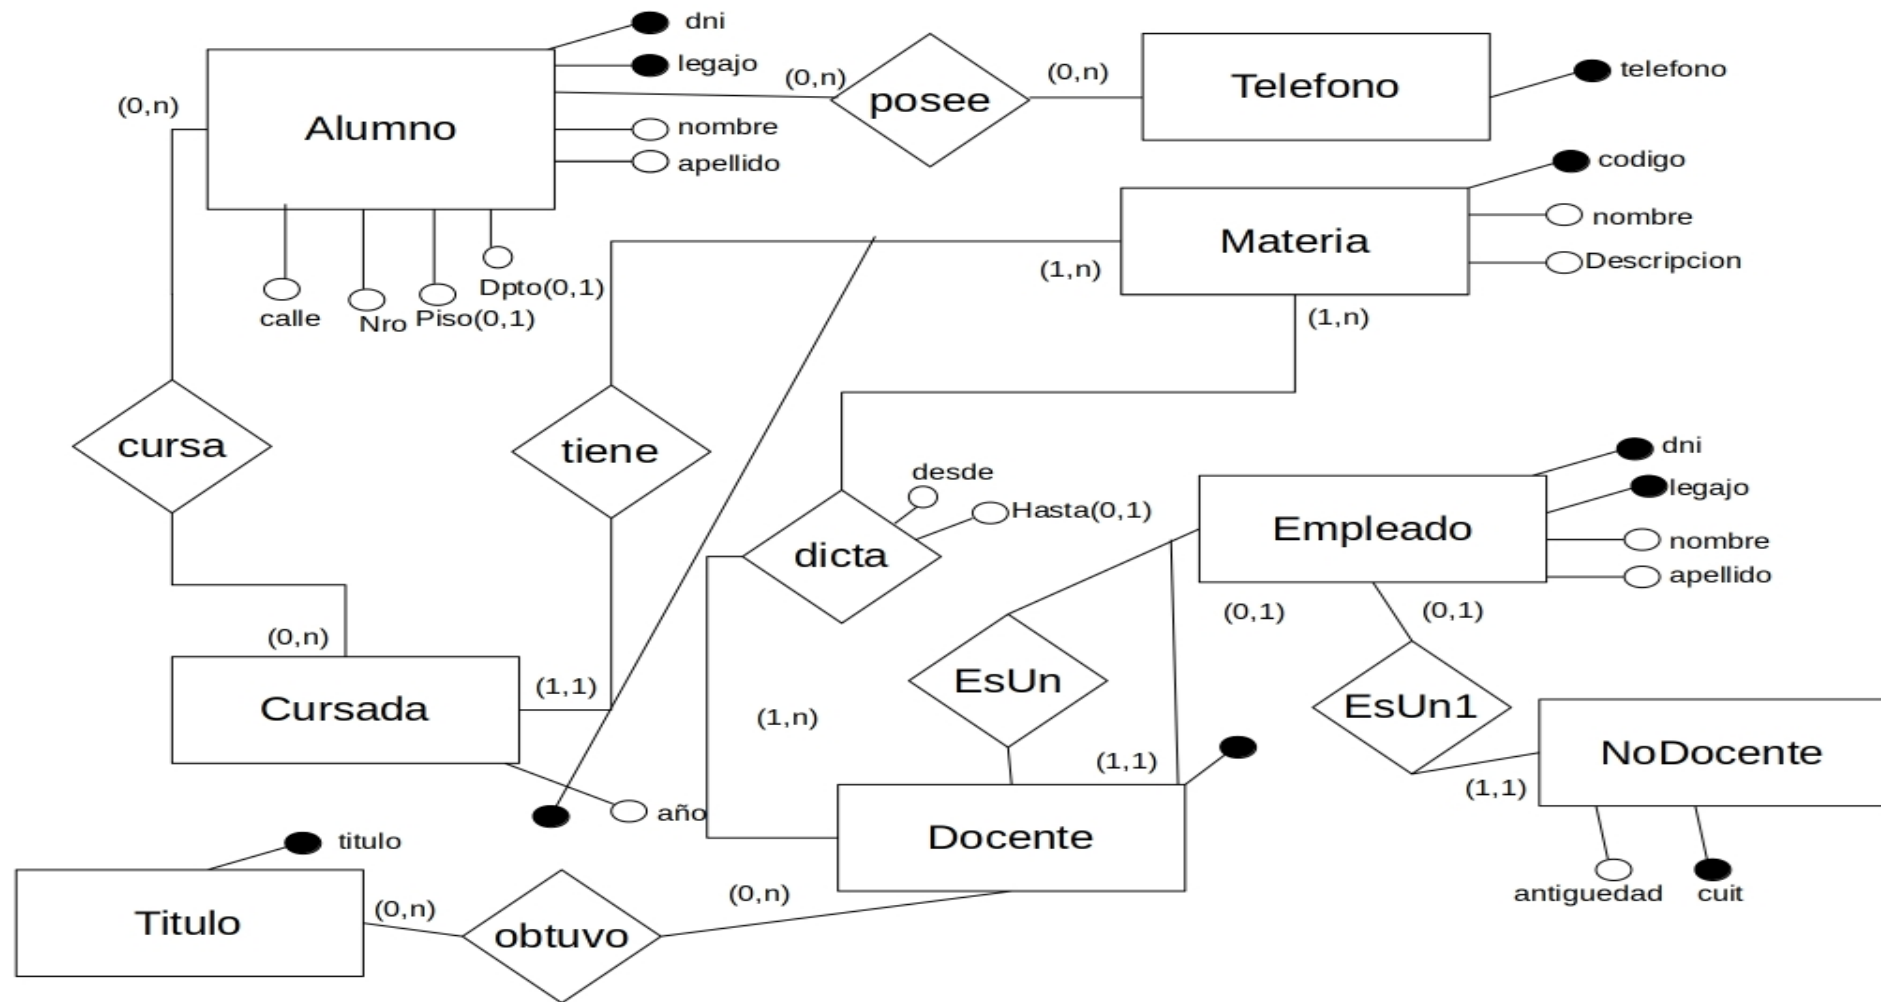 dni
legajo
(0,n)
(0,n)
posee
Telefono
telefono
(0,n)
Alumno
nombre
apellido
codigo
Materia
nombre
Descripcion
(1,n)
(1,n)
calle
Nro
Piso(0,1)
Dpto(0,1)
cursa
tiene
desde
Hasta(0,1)
dicta
dni
legajo
Empleado
nombre
apellido
(0,1)
(0,1)
(0,n)
Cursada
(1,1)
(1,n)
EsUn
EsUn1
(1,1)
NoDocente
(1,1)
año
Docente
antiguedad
cuit
titulo
Titulo
(0,n)
obtuvo
(0,n)